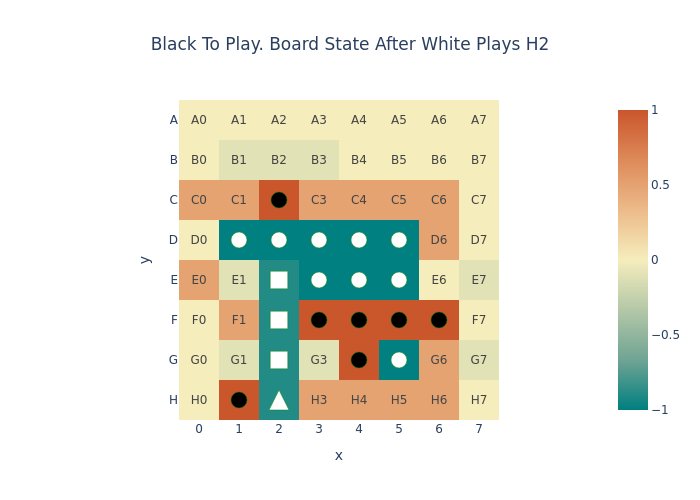 Black To Play. Board State After White Plays H2
A A0 A1 A2 A3 A4 A5 A6 A7
B B0 B1 B2 B3 B4 B5 B6 B7
C C0 C1 C3 C4 C5 C6 C7
D D0 D6 D7
E E0 E1 E6 E7
F F0 F1 F7
G G0 G1 G3 G6 G7
H H0 H3 H4 H5 H6 H7
0 1 2 3 4 5 6 7
x
y
1
0.5
0
−0.5
−1